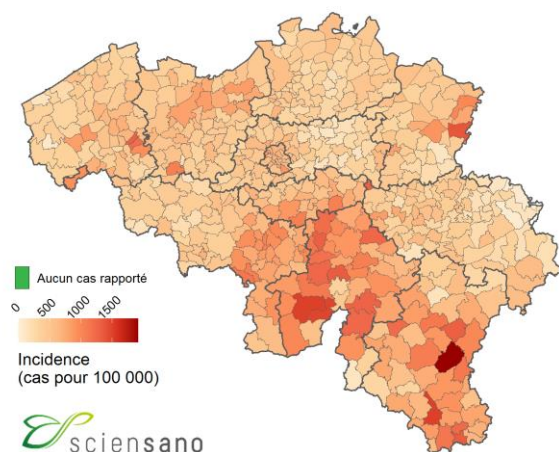 Aucun cas rapporté
0 500 1000 1500
Incidence
(cas pour 100 000)
sciensano